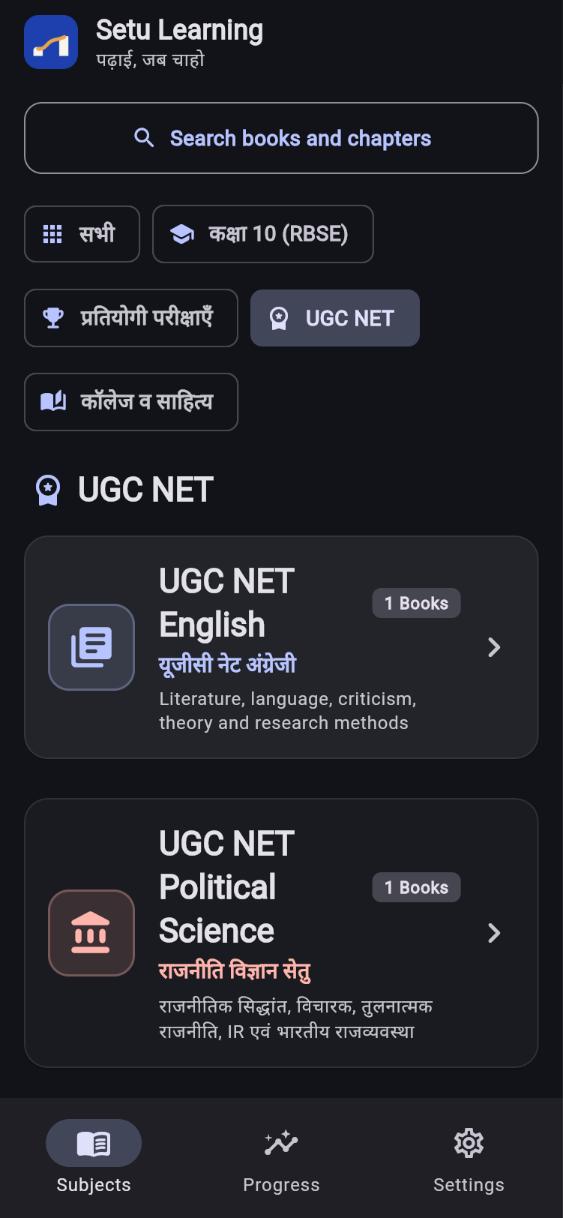 Setu Learning
पढ़ाई, जब चाहो
Search books and chapters
सभी
कक्षा 10 (RBSE)
प्रतियोगी परीक्षाएँ
UGC NET
कॉलेज व साहित्य
UGC NET
UGC NET
English
1 Books
यूजीसी नेट अंग्रेजी
Literature, language, criticism,
theory and research methods
UGC NET
Political
Science
1 Books
राजनीति विज्ञान सेतु
राजनीतिक सिद्धांत, विचारक, तुलनात्मक
राजनीति, IR एवं भारतीय राजव्यवस्था
Subjects
Progress
Settings